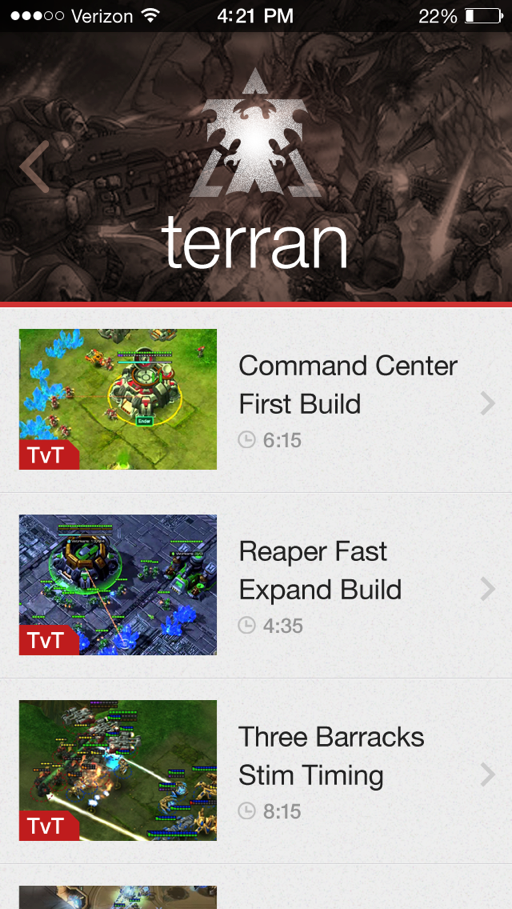 Verizon 4:21 PM 22%
terran
Command Center
First Build
6:15
TvT
Reaper Fast
Expand Build
4:35
TvT
Three Barracks
Stim Timing
8:15
TvT